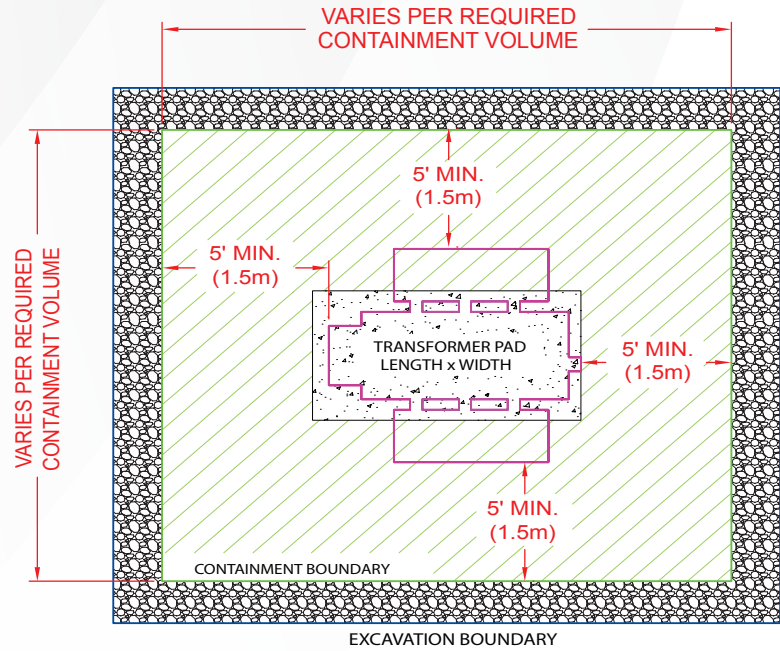 VARIES PER REQUIRED
CONTAINMENT VOLUME
5' MIN.
(1.5m)
5' MIN.
(1.5m)
VARIES PER REQUIRED
CONTAINMENT VOLUME
TRANSFORMER PAD
LENGTH x WIDTH
5' MIN.
(1.5m)
5' MIN.
(1.5m)
CONTAINMENT BOUNDARY
EXCAVATION BOUNDARY